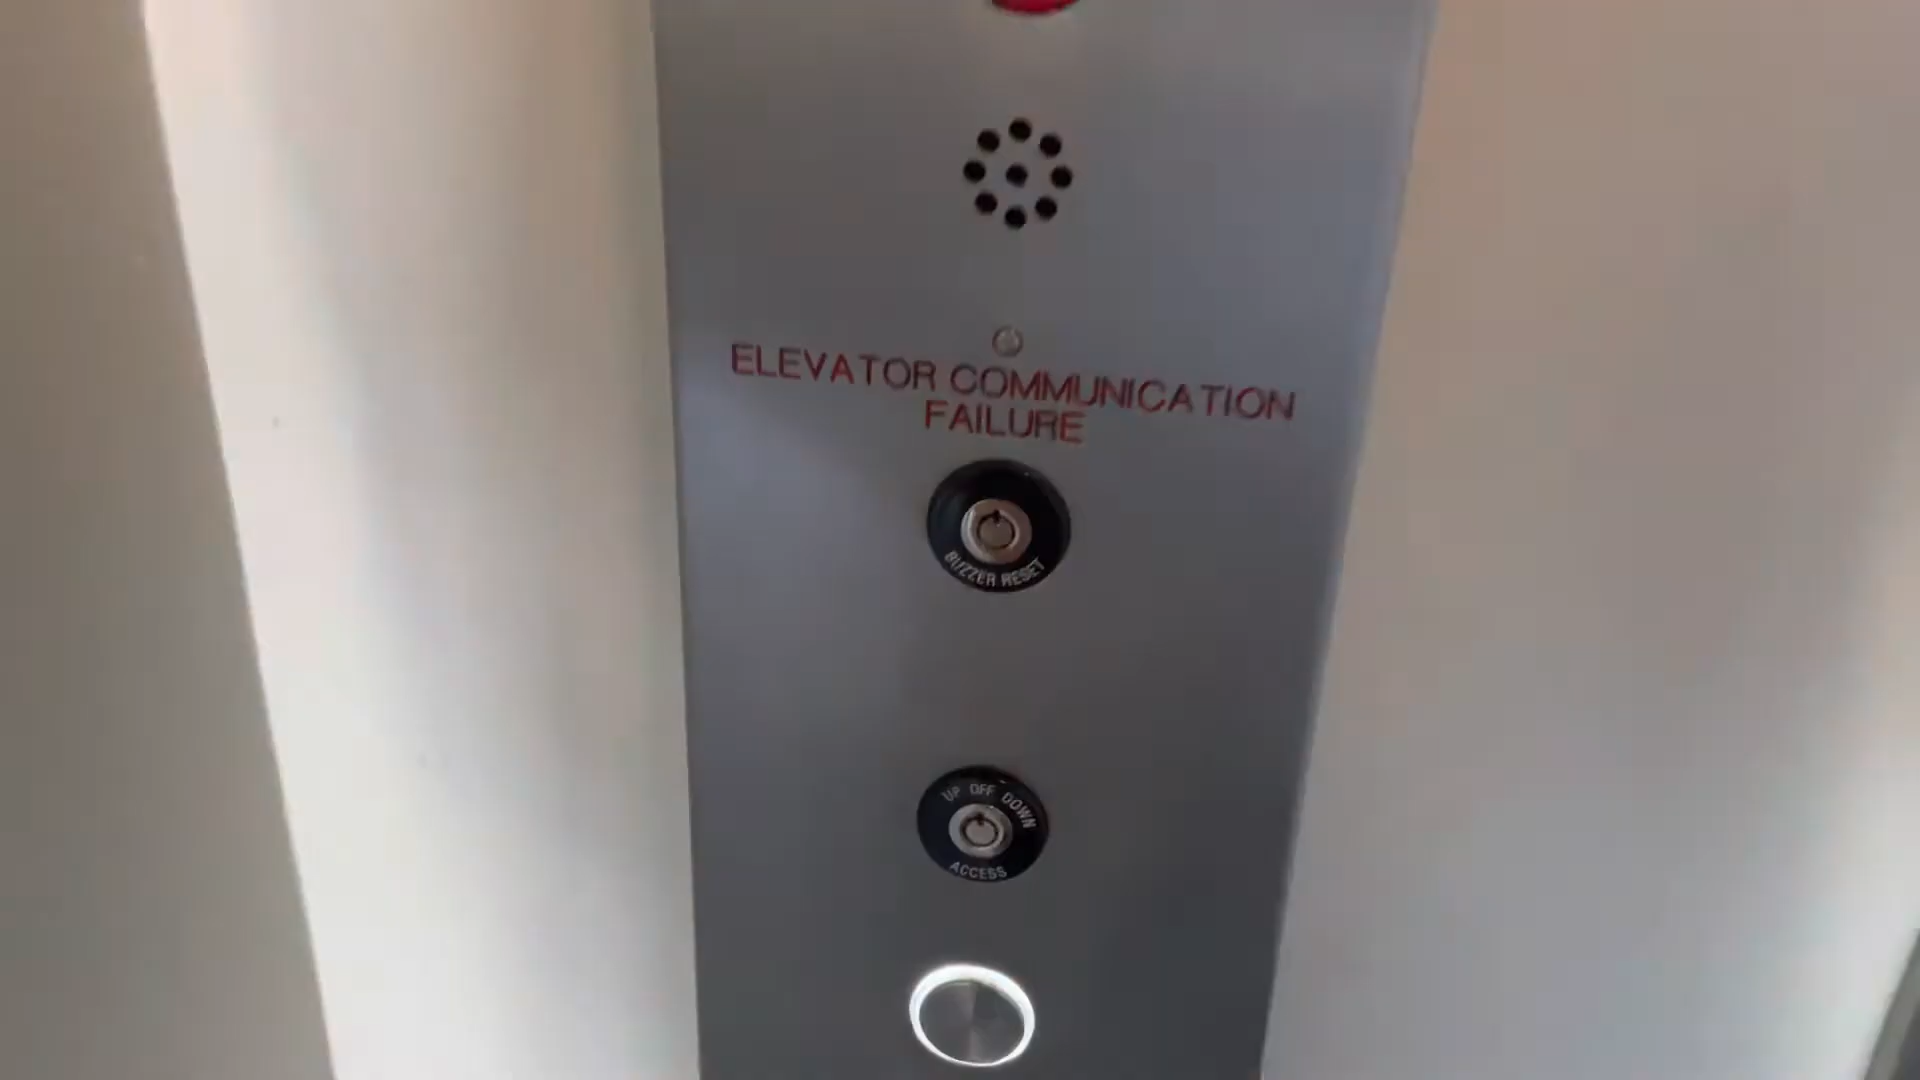 ELEVATOR COMMUNICATION
FAILURE
BUZZER RESET
UP OFF DOWN
ACCESS